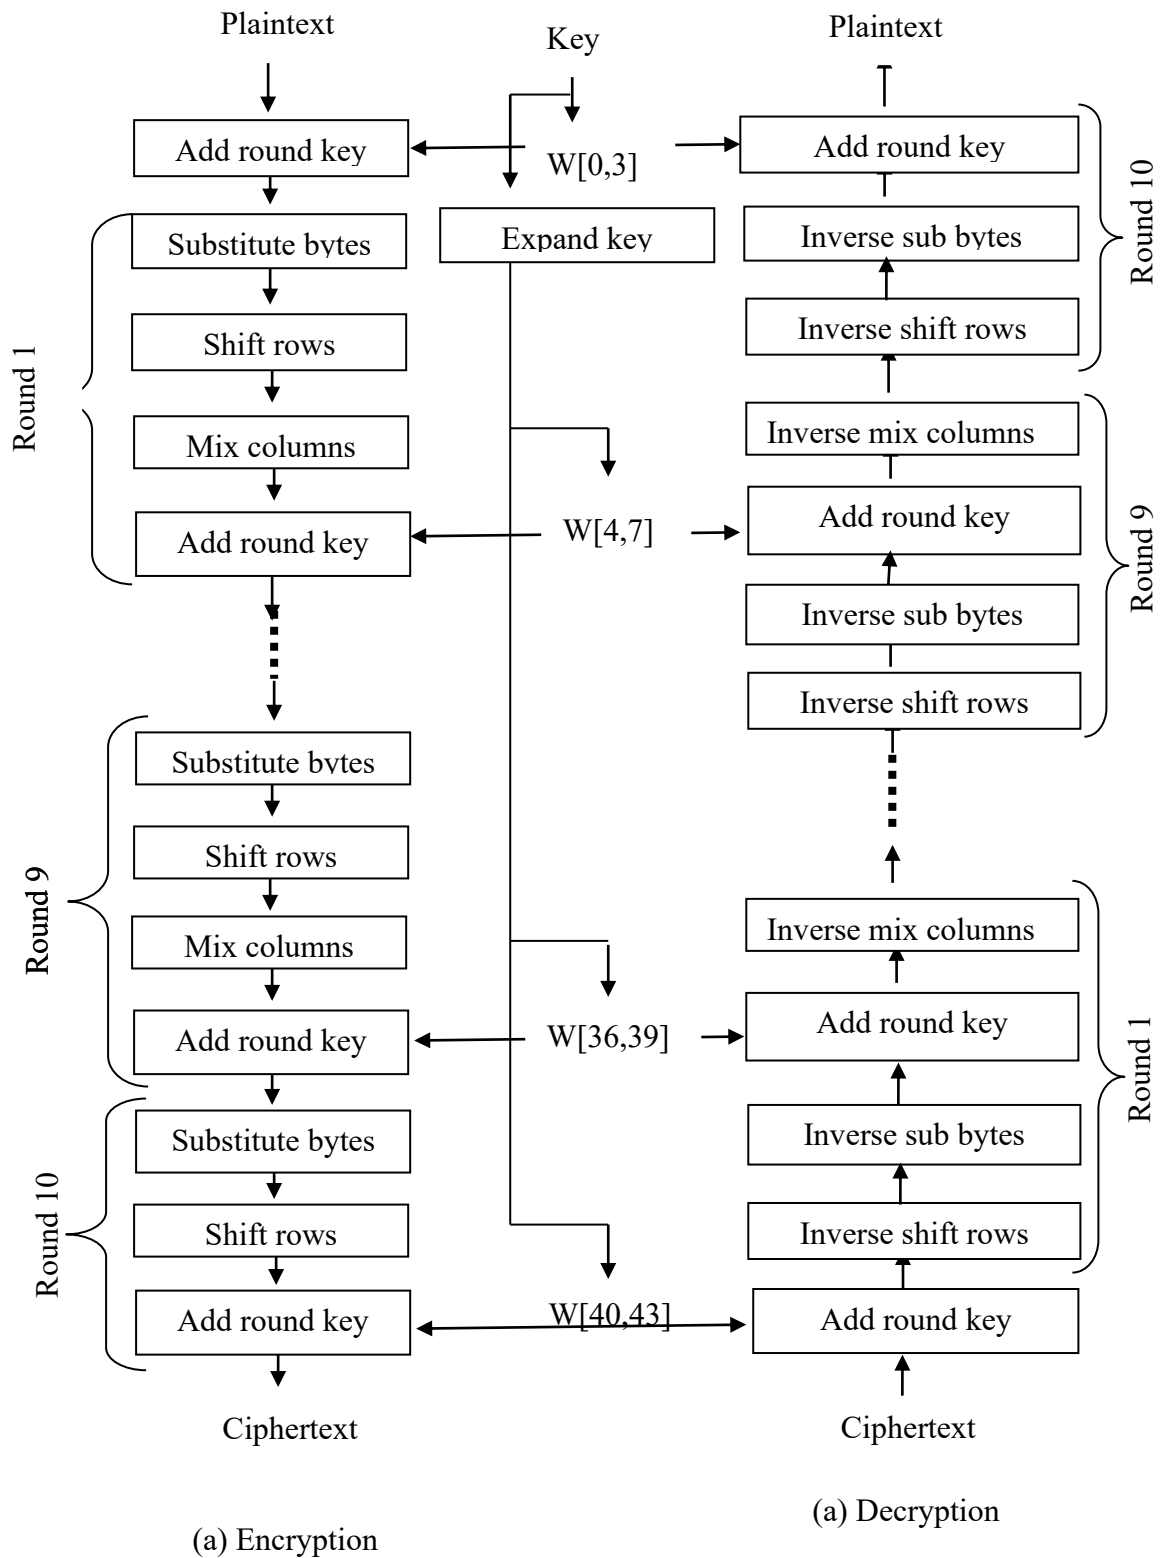 Plaintext
Key
Plaintext
Add round key
W[0,3]
Add round key
Round 1
Substitute bytes
Expand key
Inverse sub bytes
Round 10
Shift rows
Inverse shift rows
Mix columns
Inverse mix columns
Add round key
W[4,7]
Add round key
Round 9
Inverse sub bytes
Inverse shift rows
Round 9
Substitute bytes
Shift rows
Mix columns
Inverse mix columns
Add round key
W[36,39]
Add round key
Round 1
Round 10
Substitute bytes
Inverse sub bytes
Shift rows
Inverse shift rows
Add round key
W[40,43]
Add round key
Ciphertext
Ciphertext
(a) Encryption
(a) Decryption